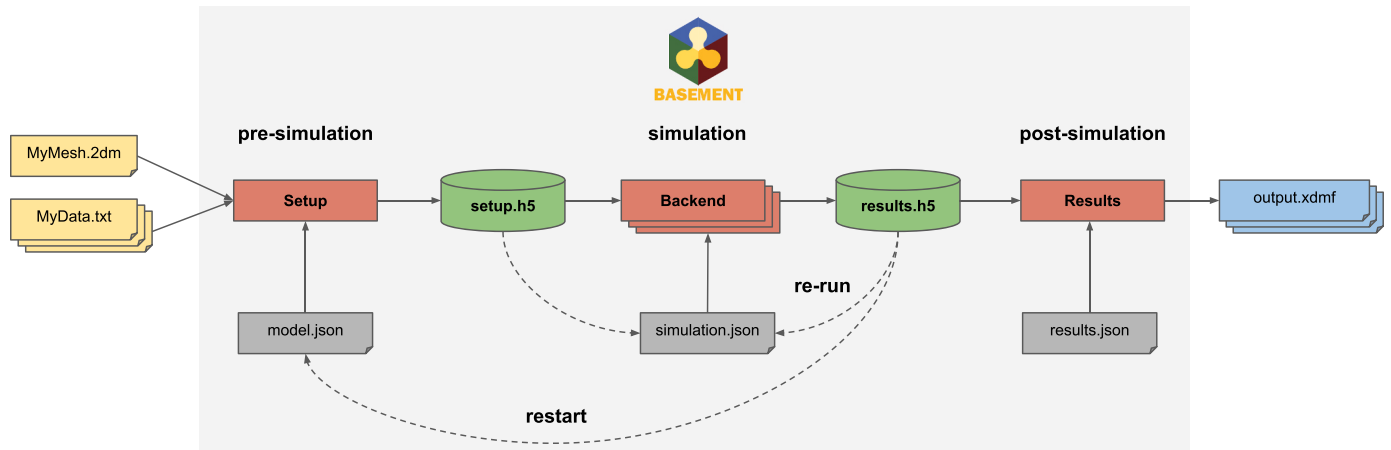 BASEMENT
pre-simulation
simulation
post-simulation
MyMesh.2dm
MyData.txt
Setup
setup.h5
Backend
results.h5
Results
output.xdmf
re-run
model.json
simulation.json
results.json
restart